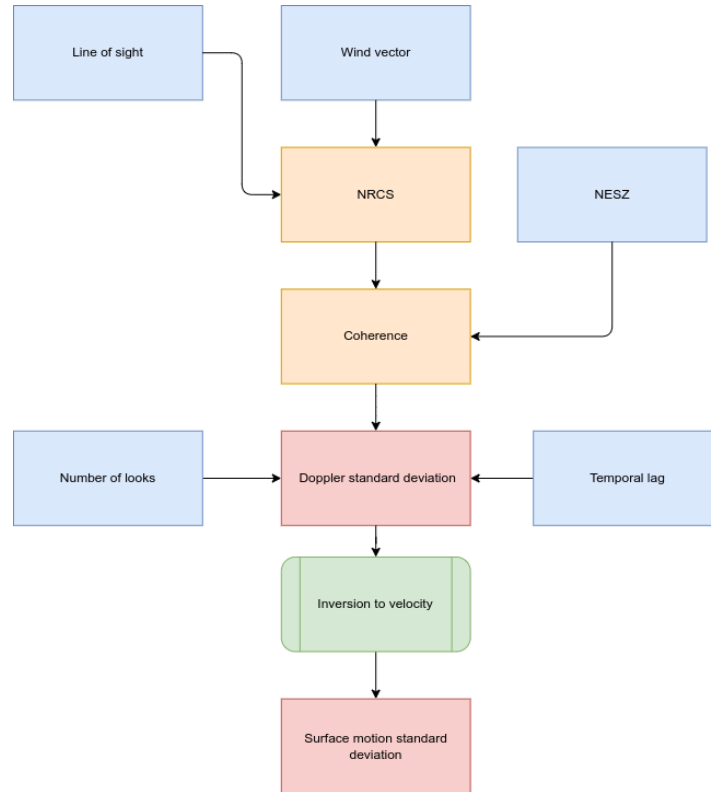 Line of sight
Wind vector
NRCS
NESZ
Coherence
Number of looks
Doppler standard deviation
Temporal lag
Inversion to velocity
Surface motion standard
deviation